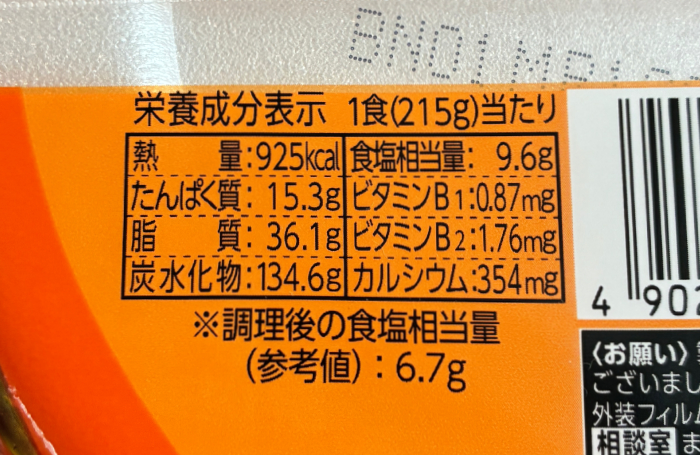 栄養成分表示 1食(215g)当たり
熱量:925kcal 食塩相当量: 9.6g
たんぱく質: 15.3g ビタミンB1:0.87mg
脂質: 36.1g ビタミンB2:1.76mg
炭水化物:134.6g カルシウム:354mg
※調理後の食塩相当量
(参考値):6.7g
4 902
〈お願い〉
ございまし
外装フィルム
相談室 ま